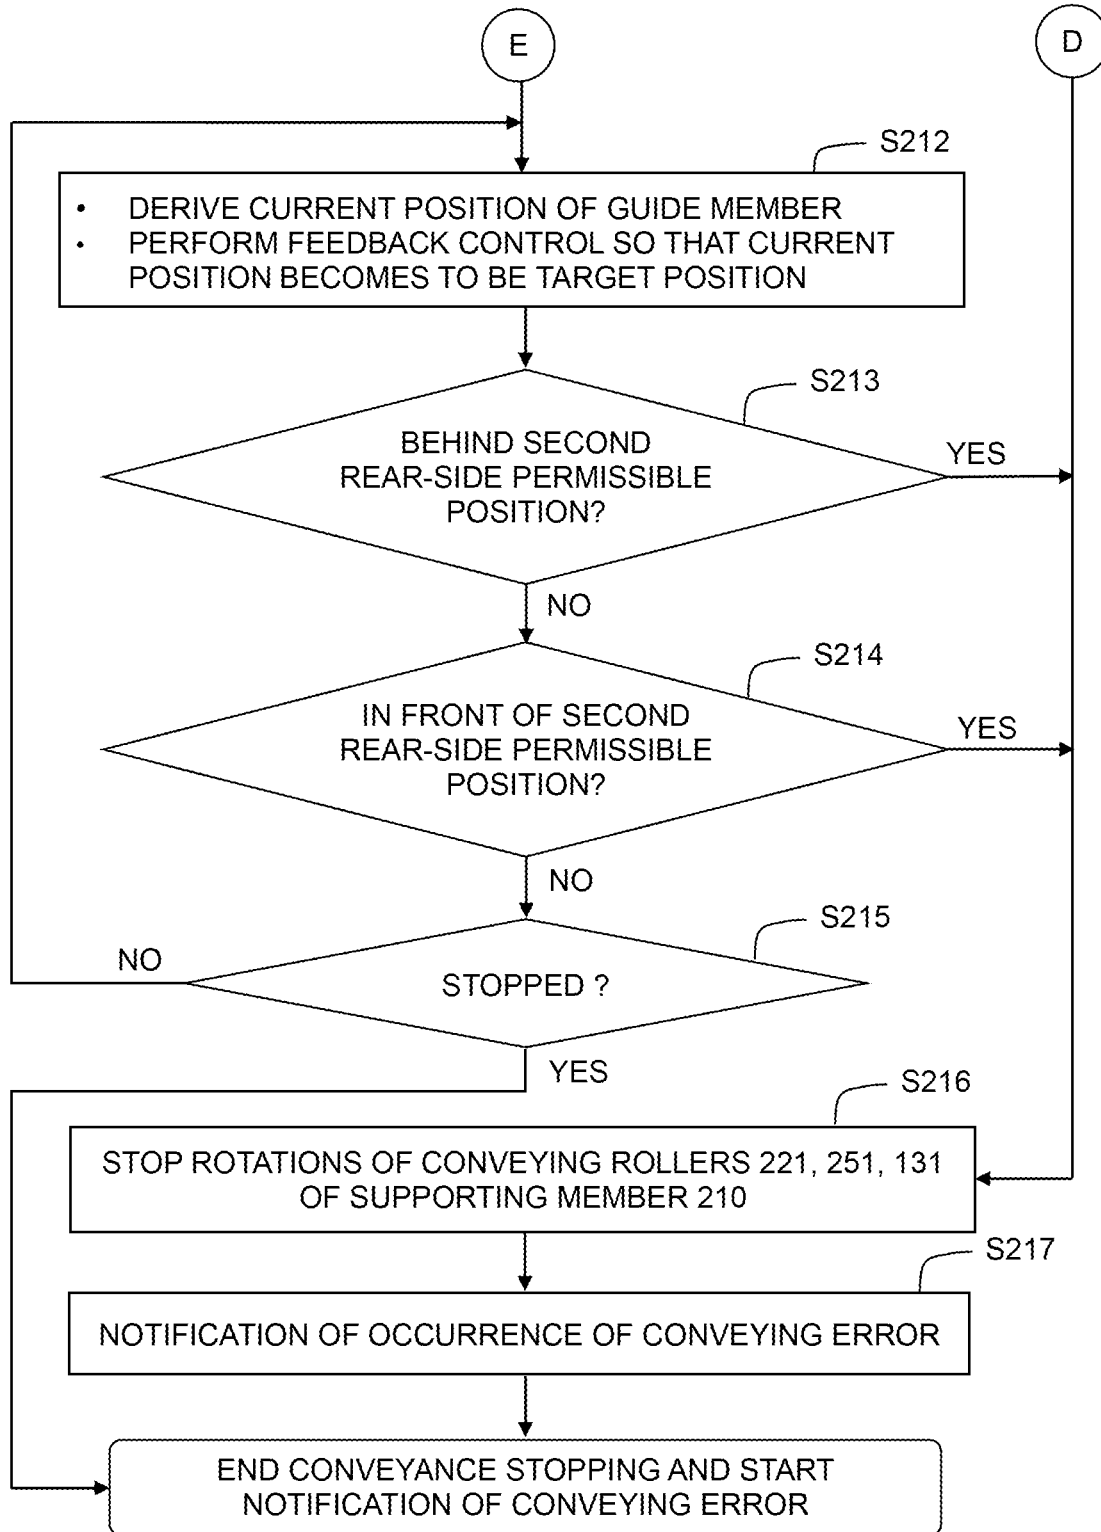 E
D
S212
• DERIVE CURRENT POSITION OF GUIDE MEMBER
• PERFORM FEEDBACK CONTROL SO THAT CURRENT
POSITION BECOMES TO BE TARGET POSITION
S213
BEHIND SECOND
REAR-SIDE PERMISSIBLE
POSITION?
YES
NO
S214
IN FRONT OF SECOND
REAR-SIDE PERMISSIBLE
POSITION?
YES
NO
S215
NO
STOPPED ?
YES
S216
STOP ROTATIONS OF CONVEYING ROLLERS 221, 251, 131
OF SUPPORTING MEMBER 210
S217
NOTIFICATION OF OCCURRENCE OF CONVEYING ERROR
END CONVEYANCE STOPPING AND START
NOTIFICATION OF CONVEYING ERROR